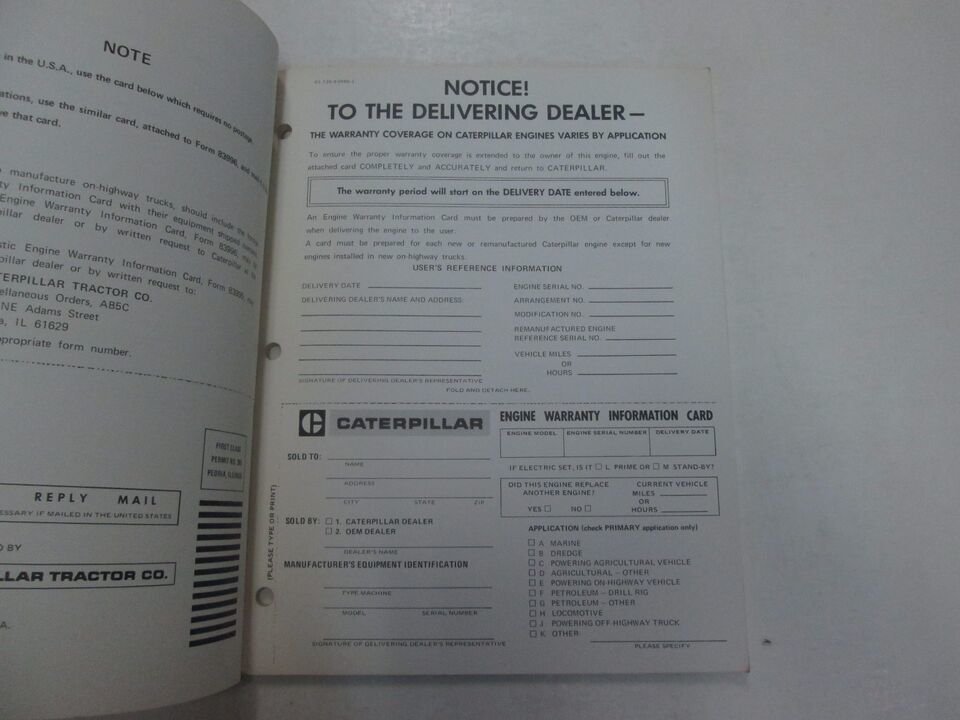 NOTE
in the U.S.A., use the card below which requires no postage.
ations, use the similar card, attached to Form 83996, and
ve that card.
manufacture on-highway trucks, should include the
ty Information Card with their equipment shipped
Engine Warranty Information Card, Form 83996, may
pillar dealer or by written request to Caterpillar at the
stic Engine Warranty Information Card, Form 83995, may
pillar dealer or by written request to:
TERPILLAR TRACTOR CO.
ellaneous Orders, AB5C
NE Adams Street
a, IL 61629
propriate form number.
FIRST CLASS
PERMIT NO. 80
PEORIA, ILLINOIS
REPLY MAIL
ESSARY IF MAILED IN THE UNITED STATES
D BY
LLAR TRACTOR CO.
A.
NOTICE!
TO THE DELIVERING DEALER—
THE WARRANTY COVERAGE ON CATERPILLAR ENGINES VARIES BY APPLICATION
To ensure the proper warranty coverage is extended to the owner of this engine, fill out the
attached card COMPLETELY and ACCURATELY and return to CATERPILLAR.
The warranty period will start on the DELIVERY DATE entered below.
An Engine Warranty Information Card must be prepared by the OEM or Caterpillar dealer
when delivering the engine to the user.
A card must be prepared for each new or remanufactured Caterpillar engine except for new
engines installed in new on-highway trucks.
USER'S REFERENCE INFORMATION
DELIVERY DATE
DELIVERING DEALER'S NAME AND ADDRESS:
SIGNATURE OF DELIVERING DEALER'S REPRESENTATIVE
ENGINE SERIAL NO.
ARRANGEMENT NO.
MODIFICATION NO.
REMANUFACTURED ENGINE
REFERENCE SERIAL NO.
VEHICLE MILES
OR
HOURS
FOLD AND DETACH HERE.
CATERPILLAR
ENGINE WARRANTY INFORMATION CARD
ENGINE MODEL ENGINE SERIAL NUMBER DELIVERY DATE
(PLEASE TYPE OR PRINT)
SOLD TO:
NAME
ADDRESS
CITY STATE ZIP
SOLD BY: □ 1. CATERPILLAR DEALER
□ 2. OEM DEALER
DEALER'S NAME
MANUFACTURER'S EQUIPMENT IDENTIFICATION
TYPE MACHINE
MODEL SERIAL NUMBER
SIGNATURE OF DELIVERING DEALER'S REPRESENTATIVE
IF ELECTRIC SET, IS IT □ L PRIME OR □ M STAND-BY?
DID THIS ENGINE REPLACE
ANOTHER ENGINE?
YES □ NO □
CURRENT VEHICLE
MILES
OR
HOURS
APPLICATION (check PRIMARY application only)
□ A MARINE
□ B DREDGE
□ C POWERING AGRICULTURAL VEHICLE
□ D AGRICULTURAL – OTHER
□ E POWERING ON-HIGHWAY VEHICLE
□ F PETROLEUM – DRILL RIG
□ G PETROLEUM – OTHER
□ H LOCOMOTIVE
□ J POWERING OFF-HIGHWAY TRUCK
□ K OTHER
PLEASE SPECIFY